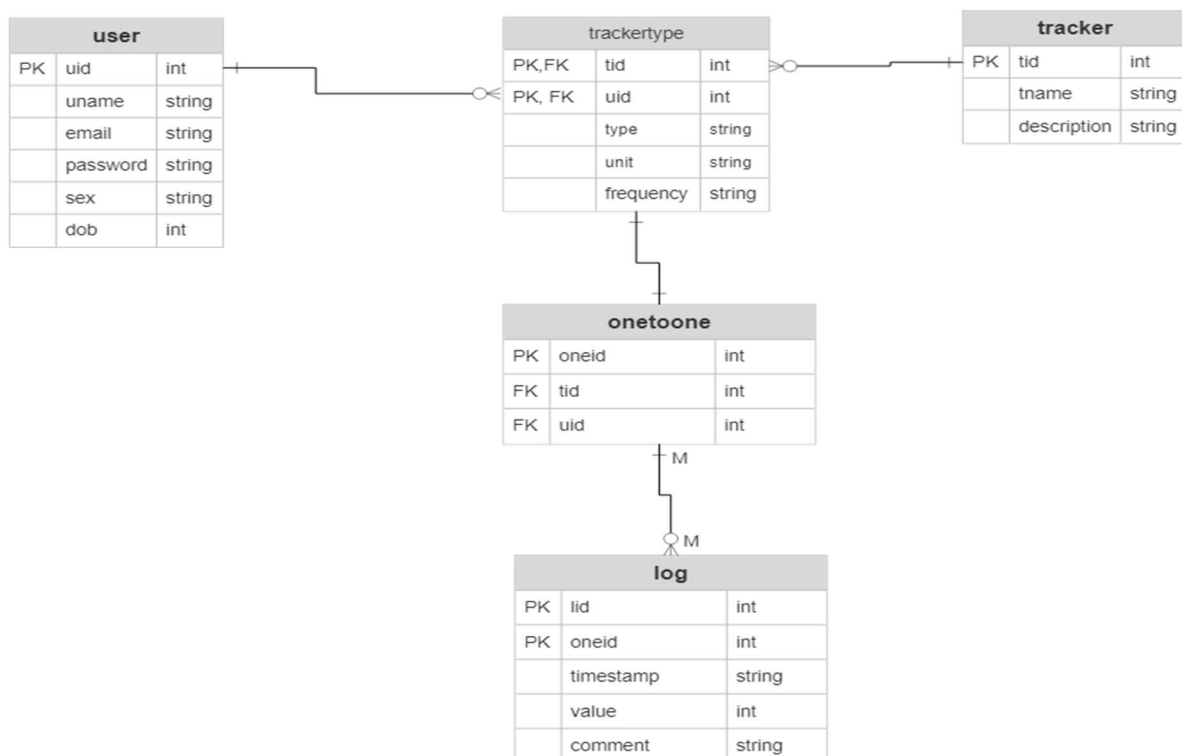 user
PK uid int
uname string
email string
password string
sex string
dob int
trackertype
PK,FK tid int
PK, FK uid int
type string
unit string
frequency string
tracker
PK tid int
tname string
description string
onetoone
PK oneid int
FK tid int
FK uid int
M
M
log
PK lid int
PK oneid int
timestamp string
value int
comment string